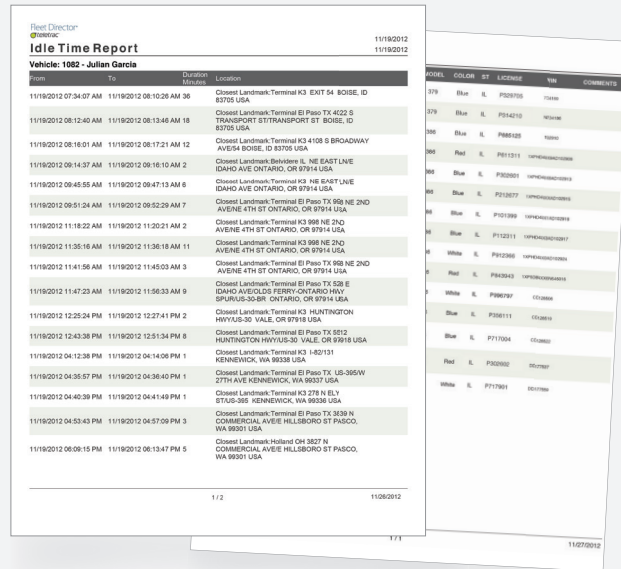 Fleet Director®
teletrac
Idle Time Report
11/19/2012
11/19/2012
Vehicle: 1082 - Julian Garcia
From To Duration Minutes Location
11/19/2012 07:34:07 AM 11/19/2012 08:10:26 AM 36 Closest Landmark:Terminal K3 EXIT 54 BOISE, ID
83705 USA
11/19/2012 08:12:40 AM 11/19/2012 08:13:46 AM 18 Closest Landmark:Terminal El Paso TX 4022 S
TRANSPORT ST/TRANSPORT ST BOISE, ID
83705 USA
11/19/2012 08:16:01 AM 11/19/2012 08:17:21 AM 12 Closest Landmark:Terminal K3 4108 S BROADWAY
AVE/54 BOISE, ID 83705 USA
11/19/2012 09:14:37 AM 11/19/2012 09:16:10 AM 2 Closest Landmark:Belvidere IL NE EAST LN/E
IDAHO AVE ONTARIO, OR 97914 USA
11/19/2012 09:45:55 AM 11/19/2012 09:47:13 AM 6 Closest Landmark:Terminal K3 NE EAST LN/E
IDAHO AVE ONTARIO, OR 97914 USA
11/19/2012 09:51:24 AM 11/19/2012 09:52:29 AM 7 Closest Landmark:Terminal El Paso TX 998 NE 2ND
AVE/NE 4TH ST ONTARIO, OR 97914 USA
11/19/2012 11:18:22 AM 11/19/2012 11:20:21 AM 2 Closest Landmark:Terminal K3 998 NE 2ND
AVE/NE 4TH ST ONTARIO, OR 97914 USA
11/19/2012 11:35:16 AM 11/19/2012 11:36:18 AM 11 Closest Landmark:Terminal K3 998 NE 2ND
AVE/NE 4TH ST ONTARIO, OR 97914 USA
11/19/2012 11:41:56 AM 11/19/2012 11:45:03 AM 3 Closest Landmark:Terminal El Paso TX 998 NE 2ND
AVE/NE 4TH ST ONTARIO, OR 97914 USA
11/19/2012 11:47:23 AM 11/19/2012 11:56:33 AM 9 Closest Landmark:Terminal El Paso TX 528 E
IDAHO AVE/OLDS FERRY-ONTARIO HWY
SPUR/US-30-BR ONTARIO, OR 97914 USA
11/19/2012 12:25:24 PM 11/19/2012 12:27:41 PM 2 Closest Landmark:Terminal K3 HUNTINGTON
HWY/US-30 VALE, OR 97918 USA
11/19/2012 12:43:38 PM 11/19/2012 12:51:34 PM 8 Closest Landmark:Terminal El Paso TX 5512
HUNTINGTON HWY/US-30 VALE, OR 97918 USA
11/19/2012 04:12:38 PM 11/19/2012 04:14:06 PM 1 Closest Landmark:Terminal K3 I-82/131
KENNEWICK, WA 99338 USA
11/19/2012 04:35:57 PM 11/19/2012 04:36:40 PM 1 Closest Landmark:Terminal El Paso TX US-395/W
27TH AVE KENNEWICK, WA 99337 USA
11/19/2012 04:40:39 PM 11/19/2012 04:41:49 PM 1 Closest Landmark:Terminal K3 278 N ELY
ST/US-395 KENNEWICK, WA 99336 USA
11/19/2012 04:53:43 PM 11/19/2012 04:57:09 PM 3 Closest Landmark:Terminal El Paso TX 3639 N
COMMERCIAL AVE/E HILLSBORO ST PASCO,
WA 99301 USA
11/19/2012 06:09:15 PM 11/19/2012 06:13:47 PM 5 Closest Landmark:Holland OH 3827 N
COMMERCIAL AVE/E HILLSBORO ST PASCO,
WA 99301 USA
1 / 2 11/26/2012
MODEL COLOR ST LICENSE VIN COMMENTS
379 Blue IL P329705
379 Blue IL P314210
386 Blue IL P685125
386 Red IL P611311
Blue IL P302601
Blue IL P212677
Blue IL P101399
Blue IL P112311
White IL P912366
Red IL P843943
White IL P996797
Blue IL P358111
Blue IL P717004
Red IL P302602
White IL P717901
1 / 1 11/27/2012